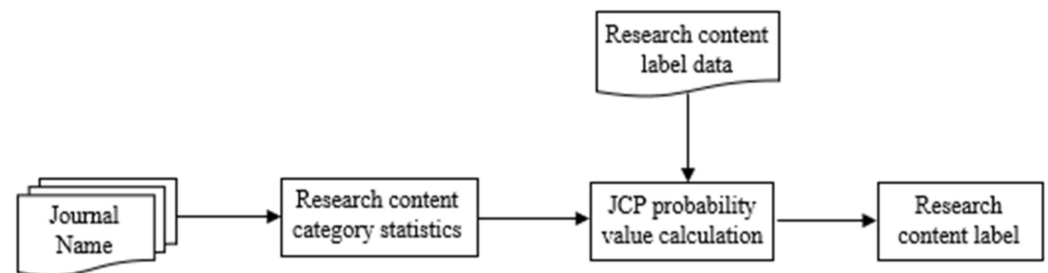 Research content
label data
Journal
Name
Research content
category statistics
JCP probability
value calculation
Research
content label